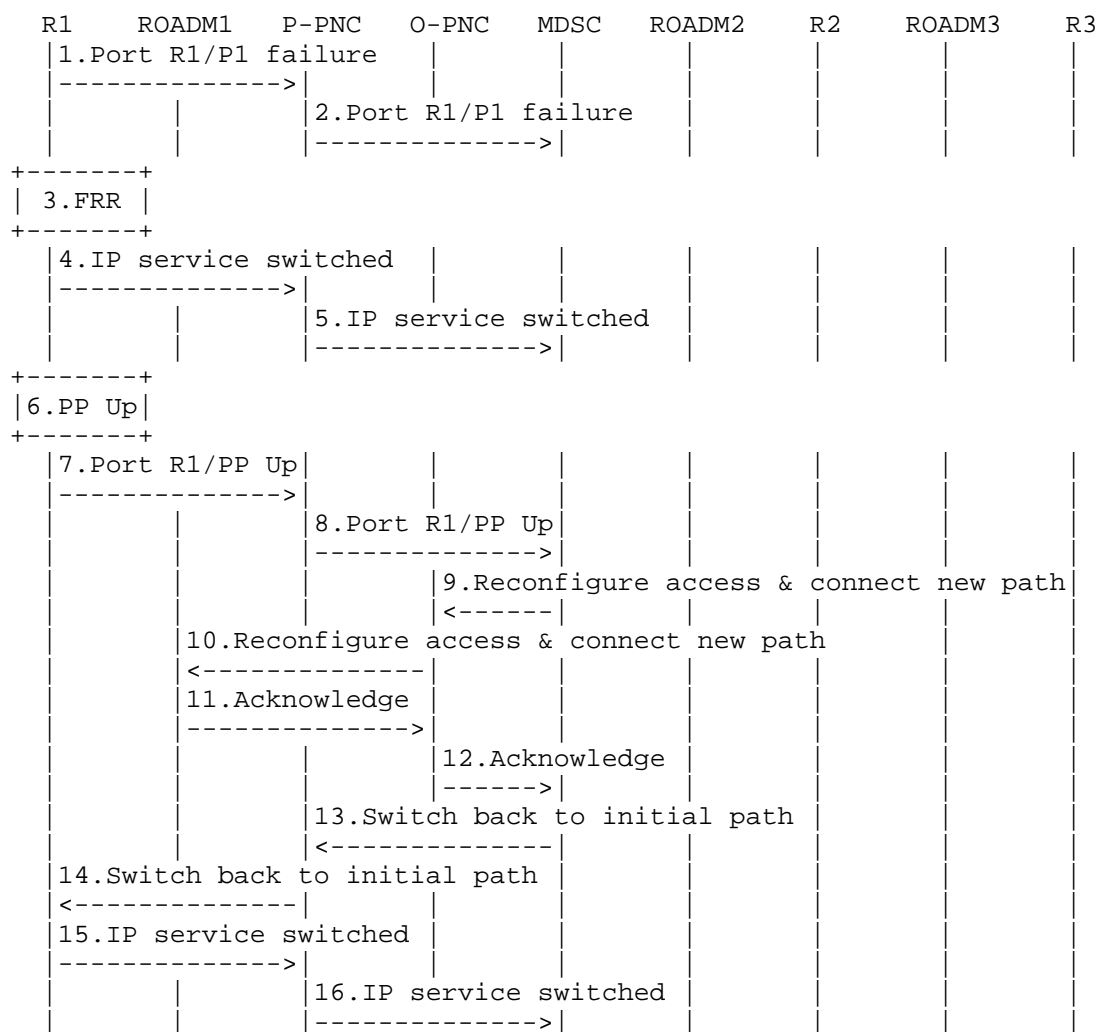 R1 ROADM1 P-PNC O-PNC MDSC ROADM2 R2 ROADM3 R3
1.Port R1/P1 failure
2.Port R1/P1 failure
3.FRR
4.IP service switched
5.IP service switched
6.PP Up
7.Port R1/PP Up
8.Port R1/PP Up
9.Reconfigure access & connect new path
10.Reconfigure access & connect new path
11.Acknowledge
12.Acknowledge
13.Switch back to initial path
14.Switch back to initial path
15.IP service switched
16.IP service switched